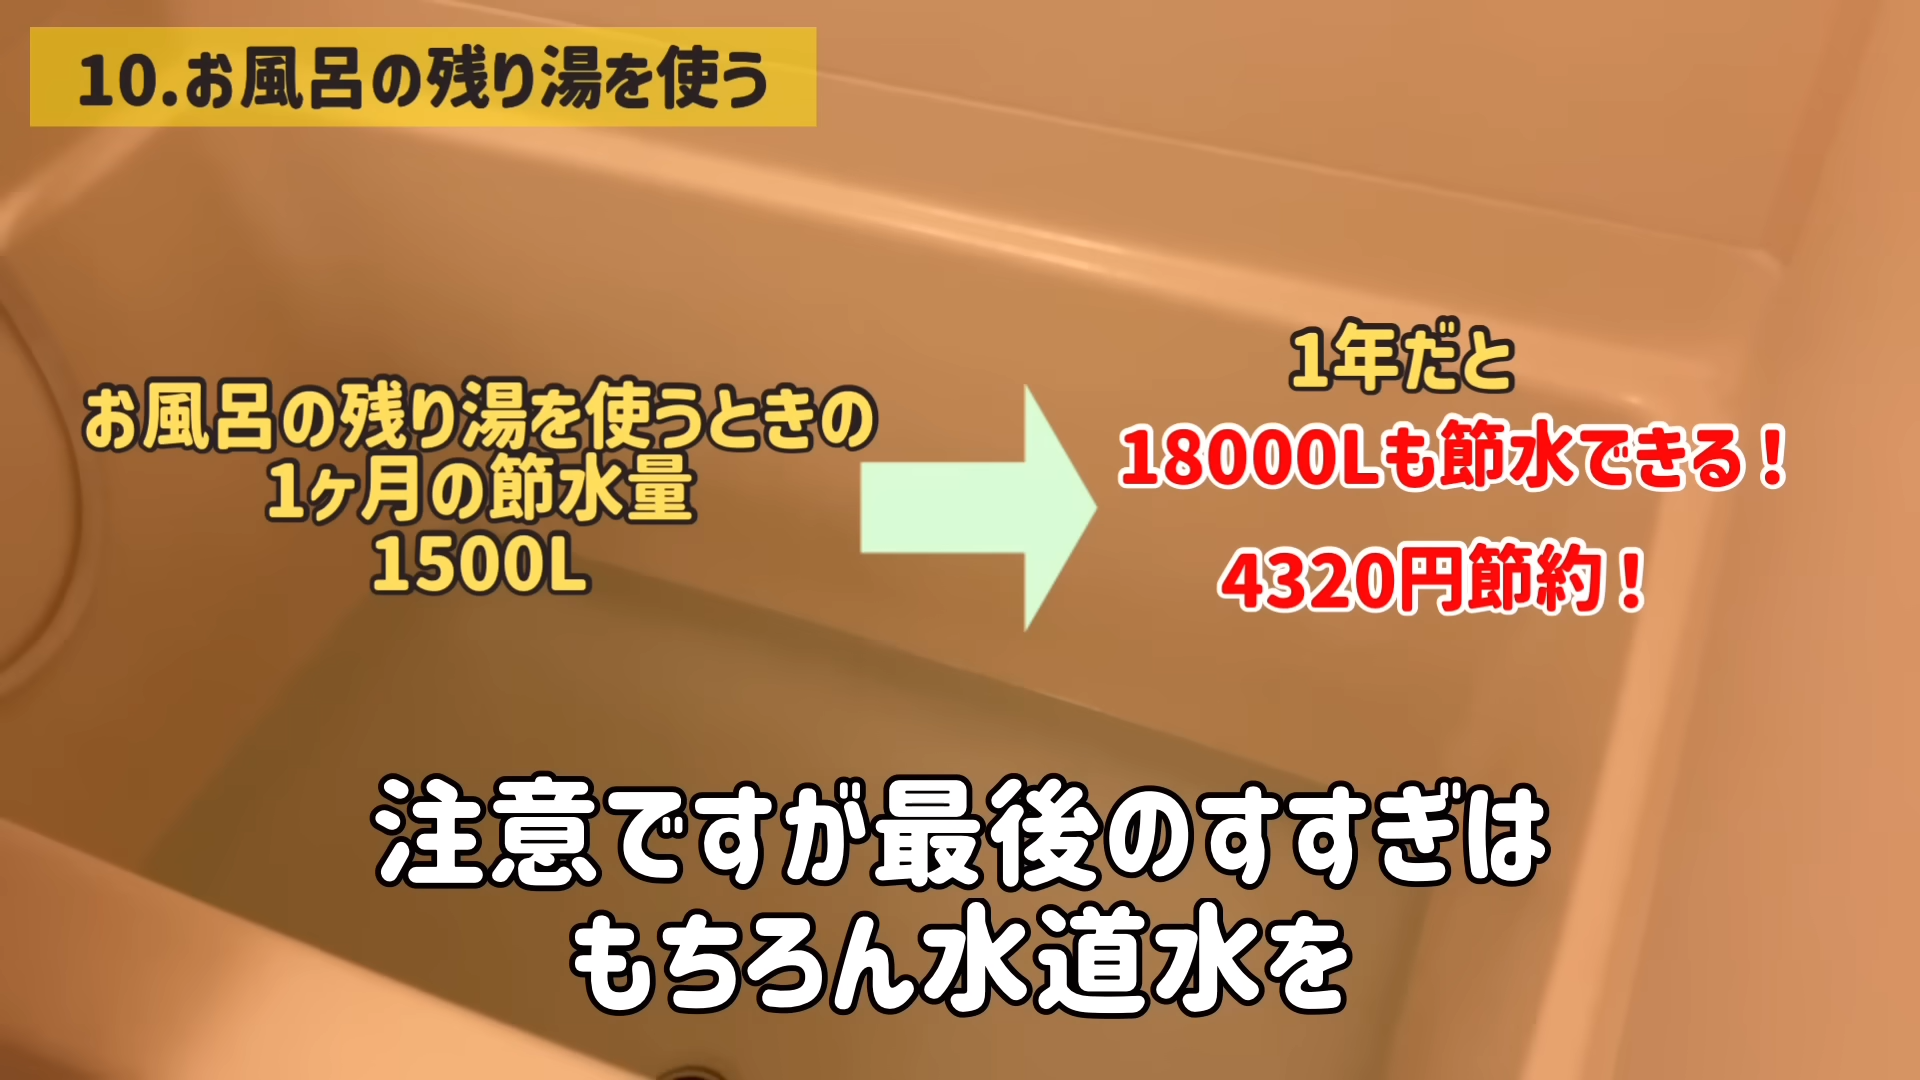 10.お風呂の残り湯を使う
お風呂の残り湯を使うときの
1ヶ月の節水量
1500L
1年だと
18000Lも節水できる！
4320円節約！
注意ですが最後のすすぎは
もちろん水道水を